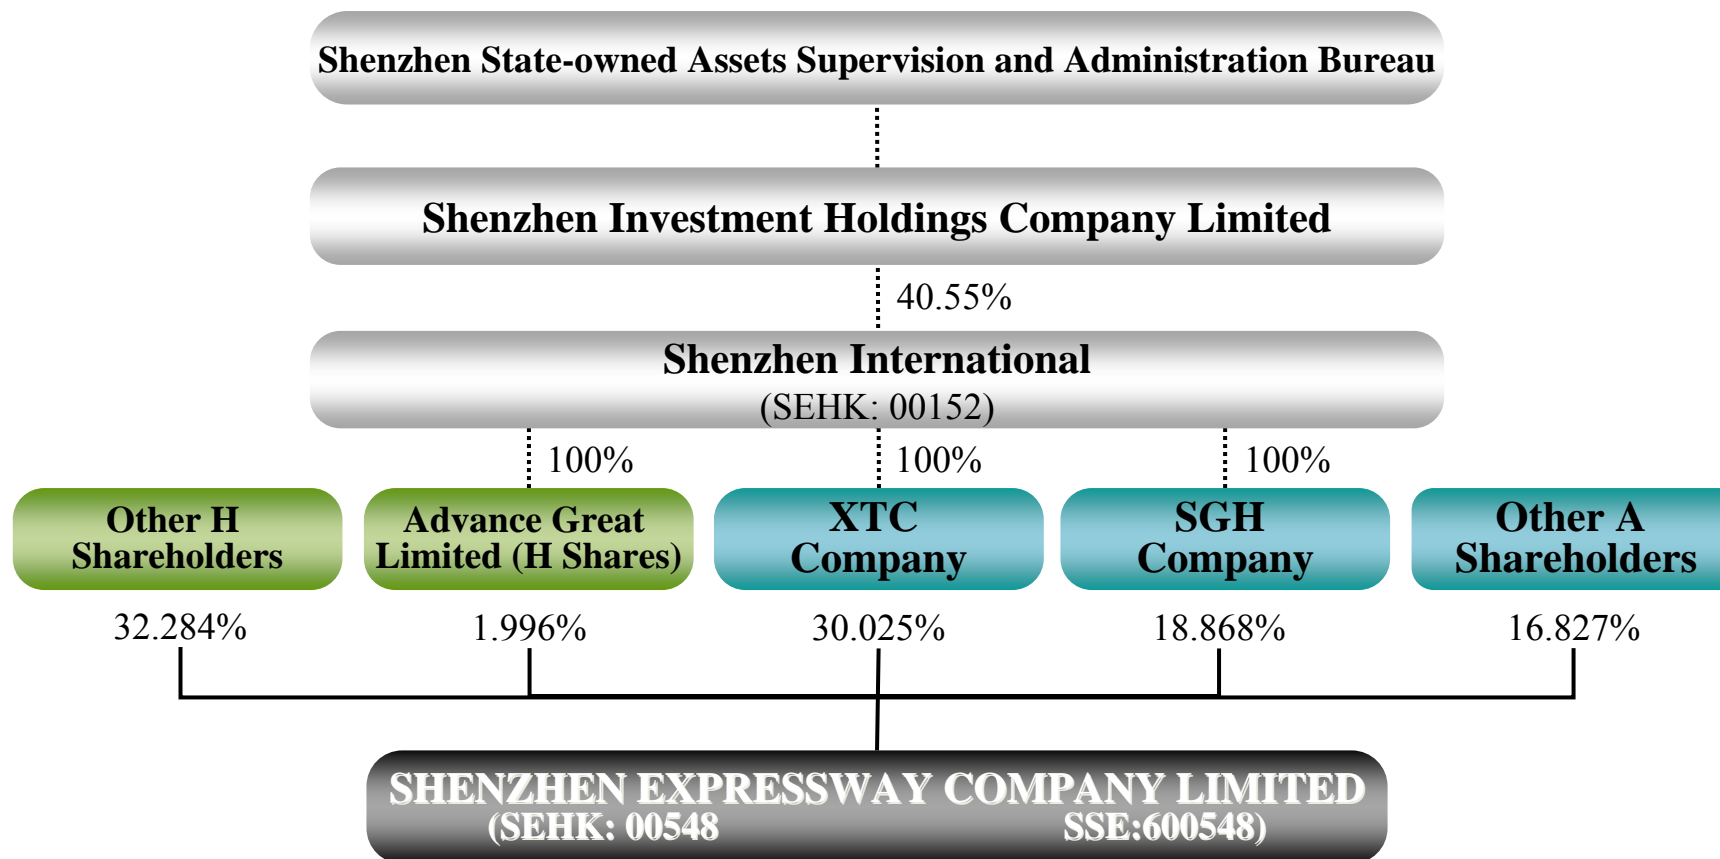 Shenzhen State-owned Assets Supervision and Administration Bureau
Shenzhen Investment Holdings Company Limited
40.55%
Shenzhen International
(SEHK: 00152)
100%
100%
100%
Other H
Shareholders
Advance Great
Limited (H Shares)
XTC
Company
SGH
Company
Other A
Shareholders
32.284%
1.996%
30.025%
18.868%
16.827%
SHENZHEN EXPRESSWAY COMPANY LIMITED
(SEHK: 00548 SSE:600548)